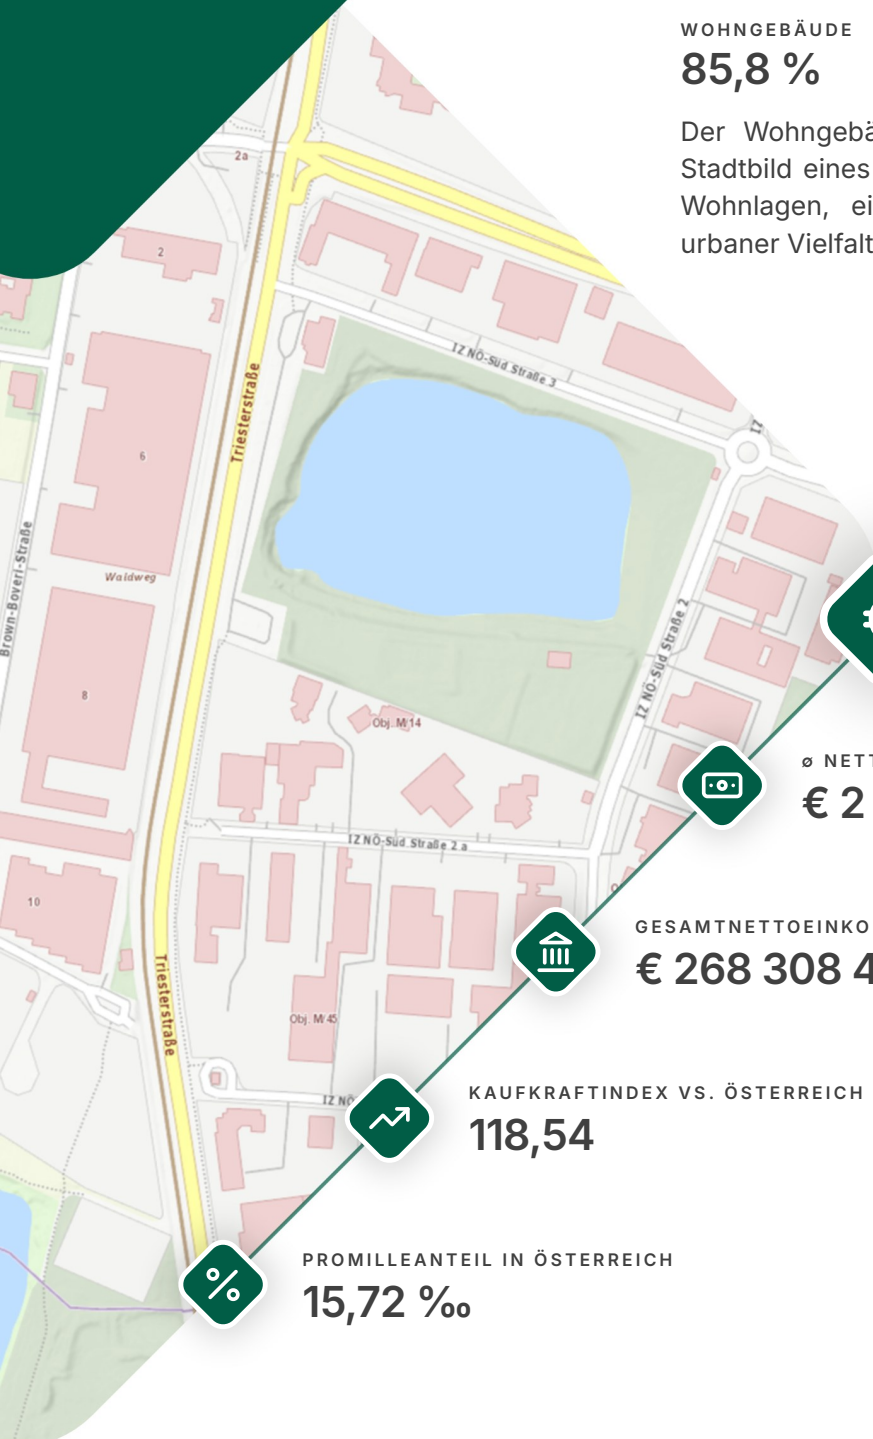 WOHNGEBÄUDE
85,8 %
Der Wohngebä
Stadtbild eines
Wohnlagen, ei
urbaner Vielfalt
2a
2
IZ NÖ-Süd Straße 3
Triesterstraße
IZ
6
Waldweg
Brown-Boveri-Straße
IZ NÖ-Süd Straße 2
8
Obj. M/14
ø NETT
€ 2
IZ NÖ-Süd Straße 2 a
10
GESAMTNETTOEINKO
€ 268 308 4
Triesterstraße
Obj. M/45
IZ NÖ
KAUFKRAFTINDEX VS. ÖSTERREICH
118,54
PROMILLEANTEIL IN ÖSTERREICH
15,72 ‰